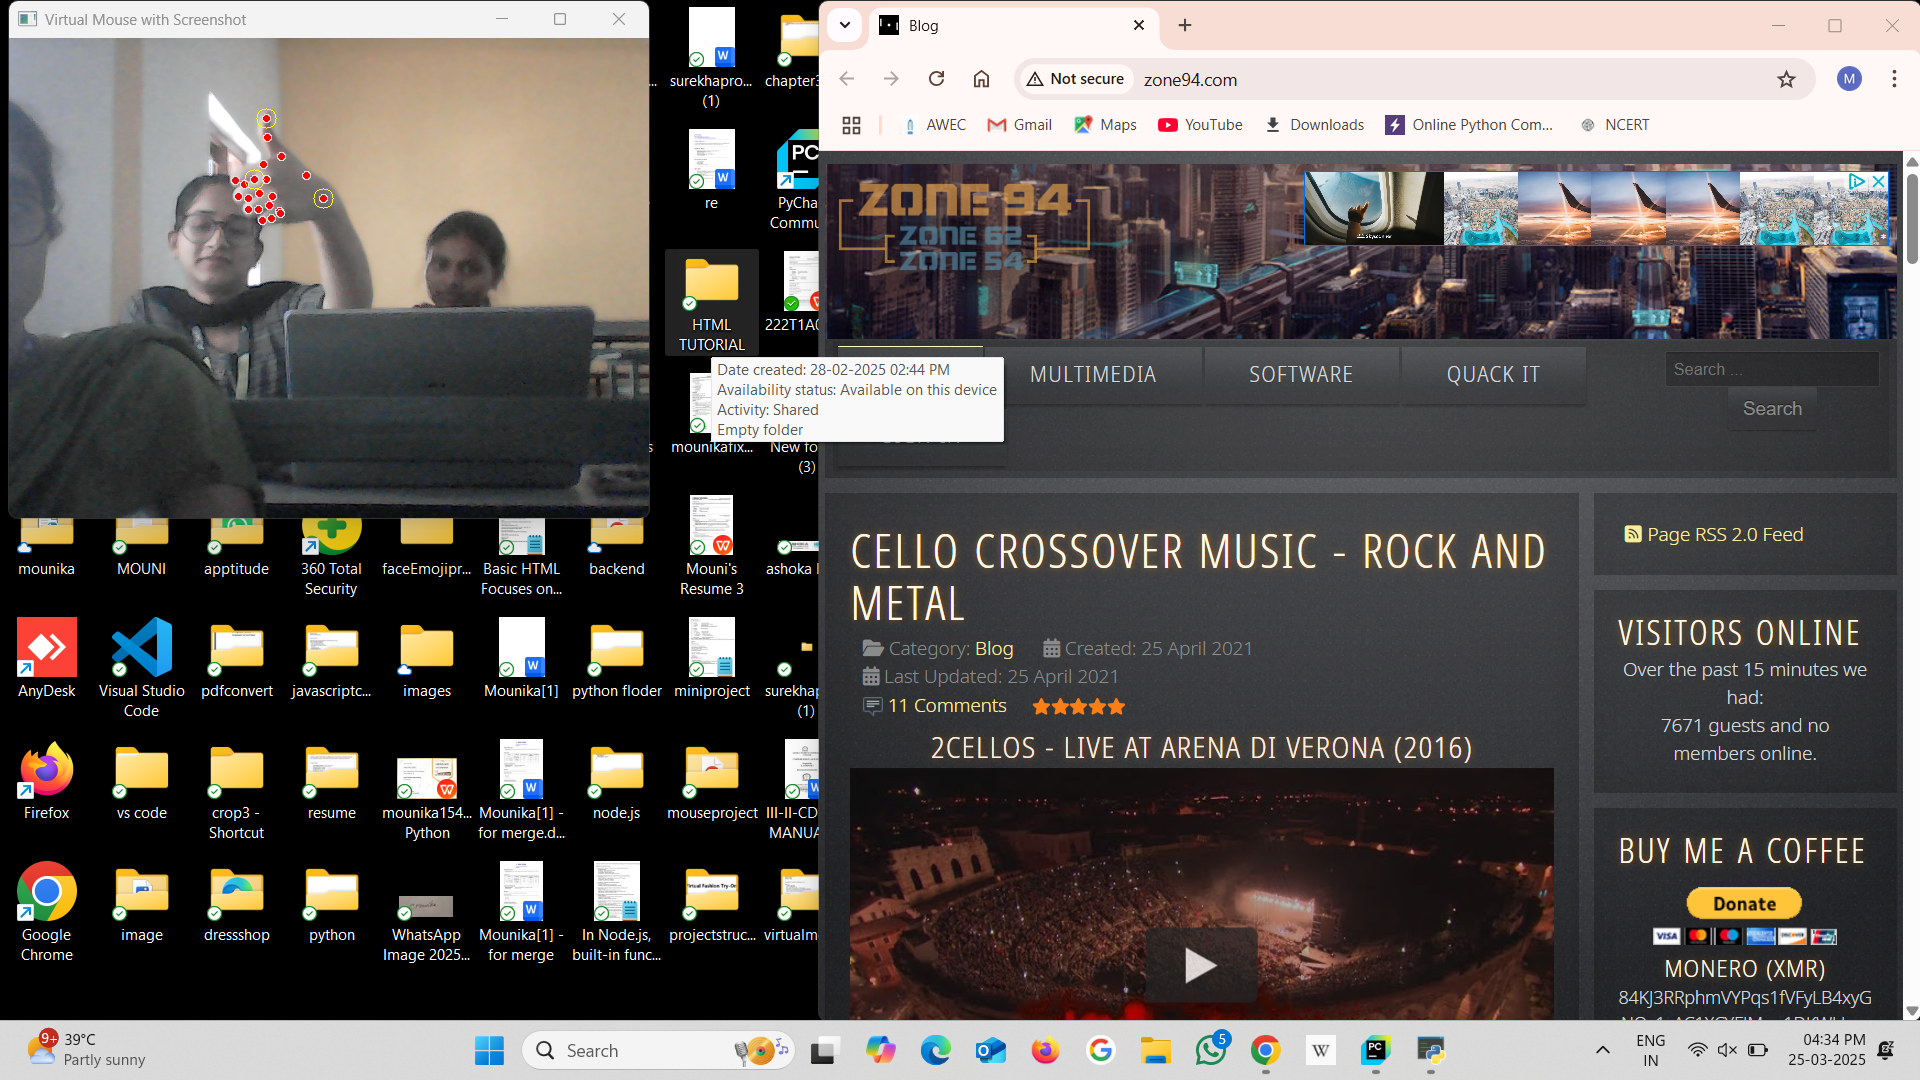 Virtual Mouse with Screenshot
surekhapro...
(1)
chapter3
re
PyCha
Commu
HTML
TUTORIAL
222T1A0
Date created: 28-02-2025 02:44 PM
Availability status: Available on this device
Activity: Shared
Empty folder
mounikafix...
New fo
(3)
mounika
MOUNI
apptitude
360 Total
Security
faceEmojipr...
Basic HTML
Focuses on...
backend
Mouni's
Resume 3
ashoka
AnyDesk
Visual Studio
Code
pdfconvert
javascriptc...
images
Mounika[1]
python floder
miniproject
surekhap
(1)
Firefox
vs code
crop3 -
Shortcut
resume
mounika154...
Python
Mounika[1] -
for merge.d...
node.js
mouseproject
III-II-CD
MANUA
Google
Chrome
image
dressshop
python
WhatsApp
Image 2025...
Mounika[1] -
for merge
In Node.js,
built-in func...
projectstruc...
virtualm
Blog
Not secure
zone94.com
M
AWEC
Gmail
Maps
YouTube
Downloads
Online Python Com...
NCERT
ZONE 94
ZONE 62
ZONE 54
MULTIMEDIA
SOFTWARE
QUACK IT
Search ...
Search
CELLO CROSSOVER MUSIC - ROCK AND
METAL
Category: Blog
Created: 25 April 2021
Last Updated: 25 April 2021
11 Comments
2CELLOS - LIVE AT ARENA DI VERONA (2016)
Page RSS 2.0 Feed
VISITORS ONLINE
Over the past 15 minutes we
had:
7671 guests and no
members online.
BUY ME A COFFEE
Donate
VISA
MONERO (XMR)
84KJ3RRphmVYPqs1fVFyLB4xyG
9+
39°C
Partly sunny
Search
5
ENG
IN
04:34 PM
25-03-2025